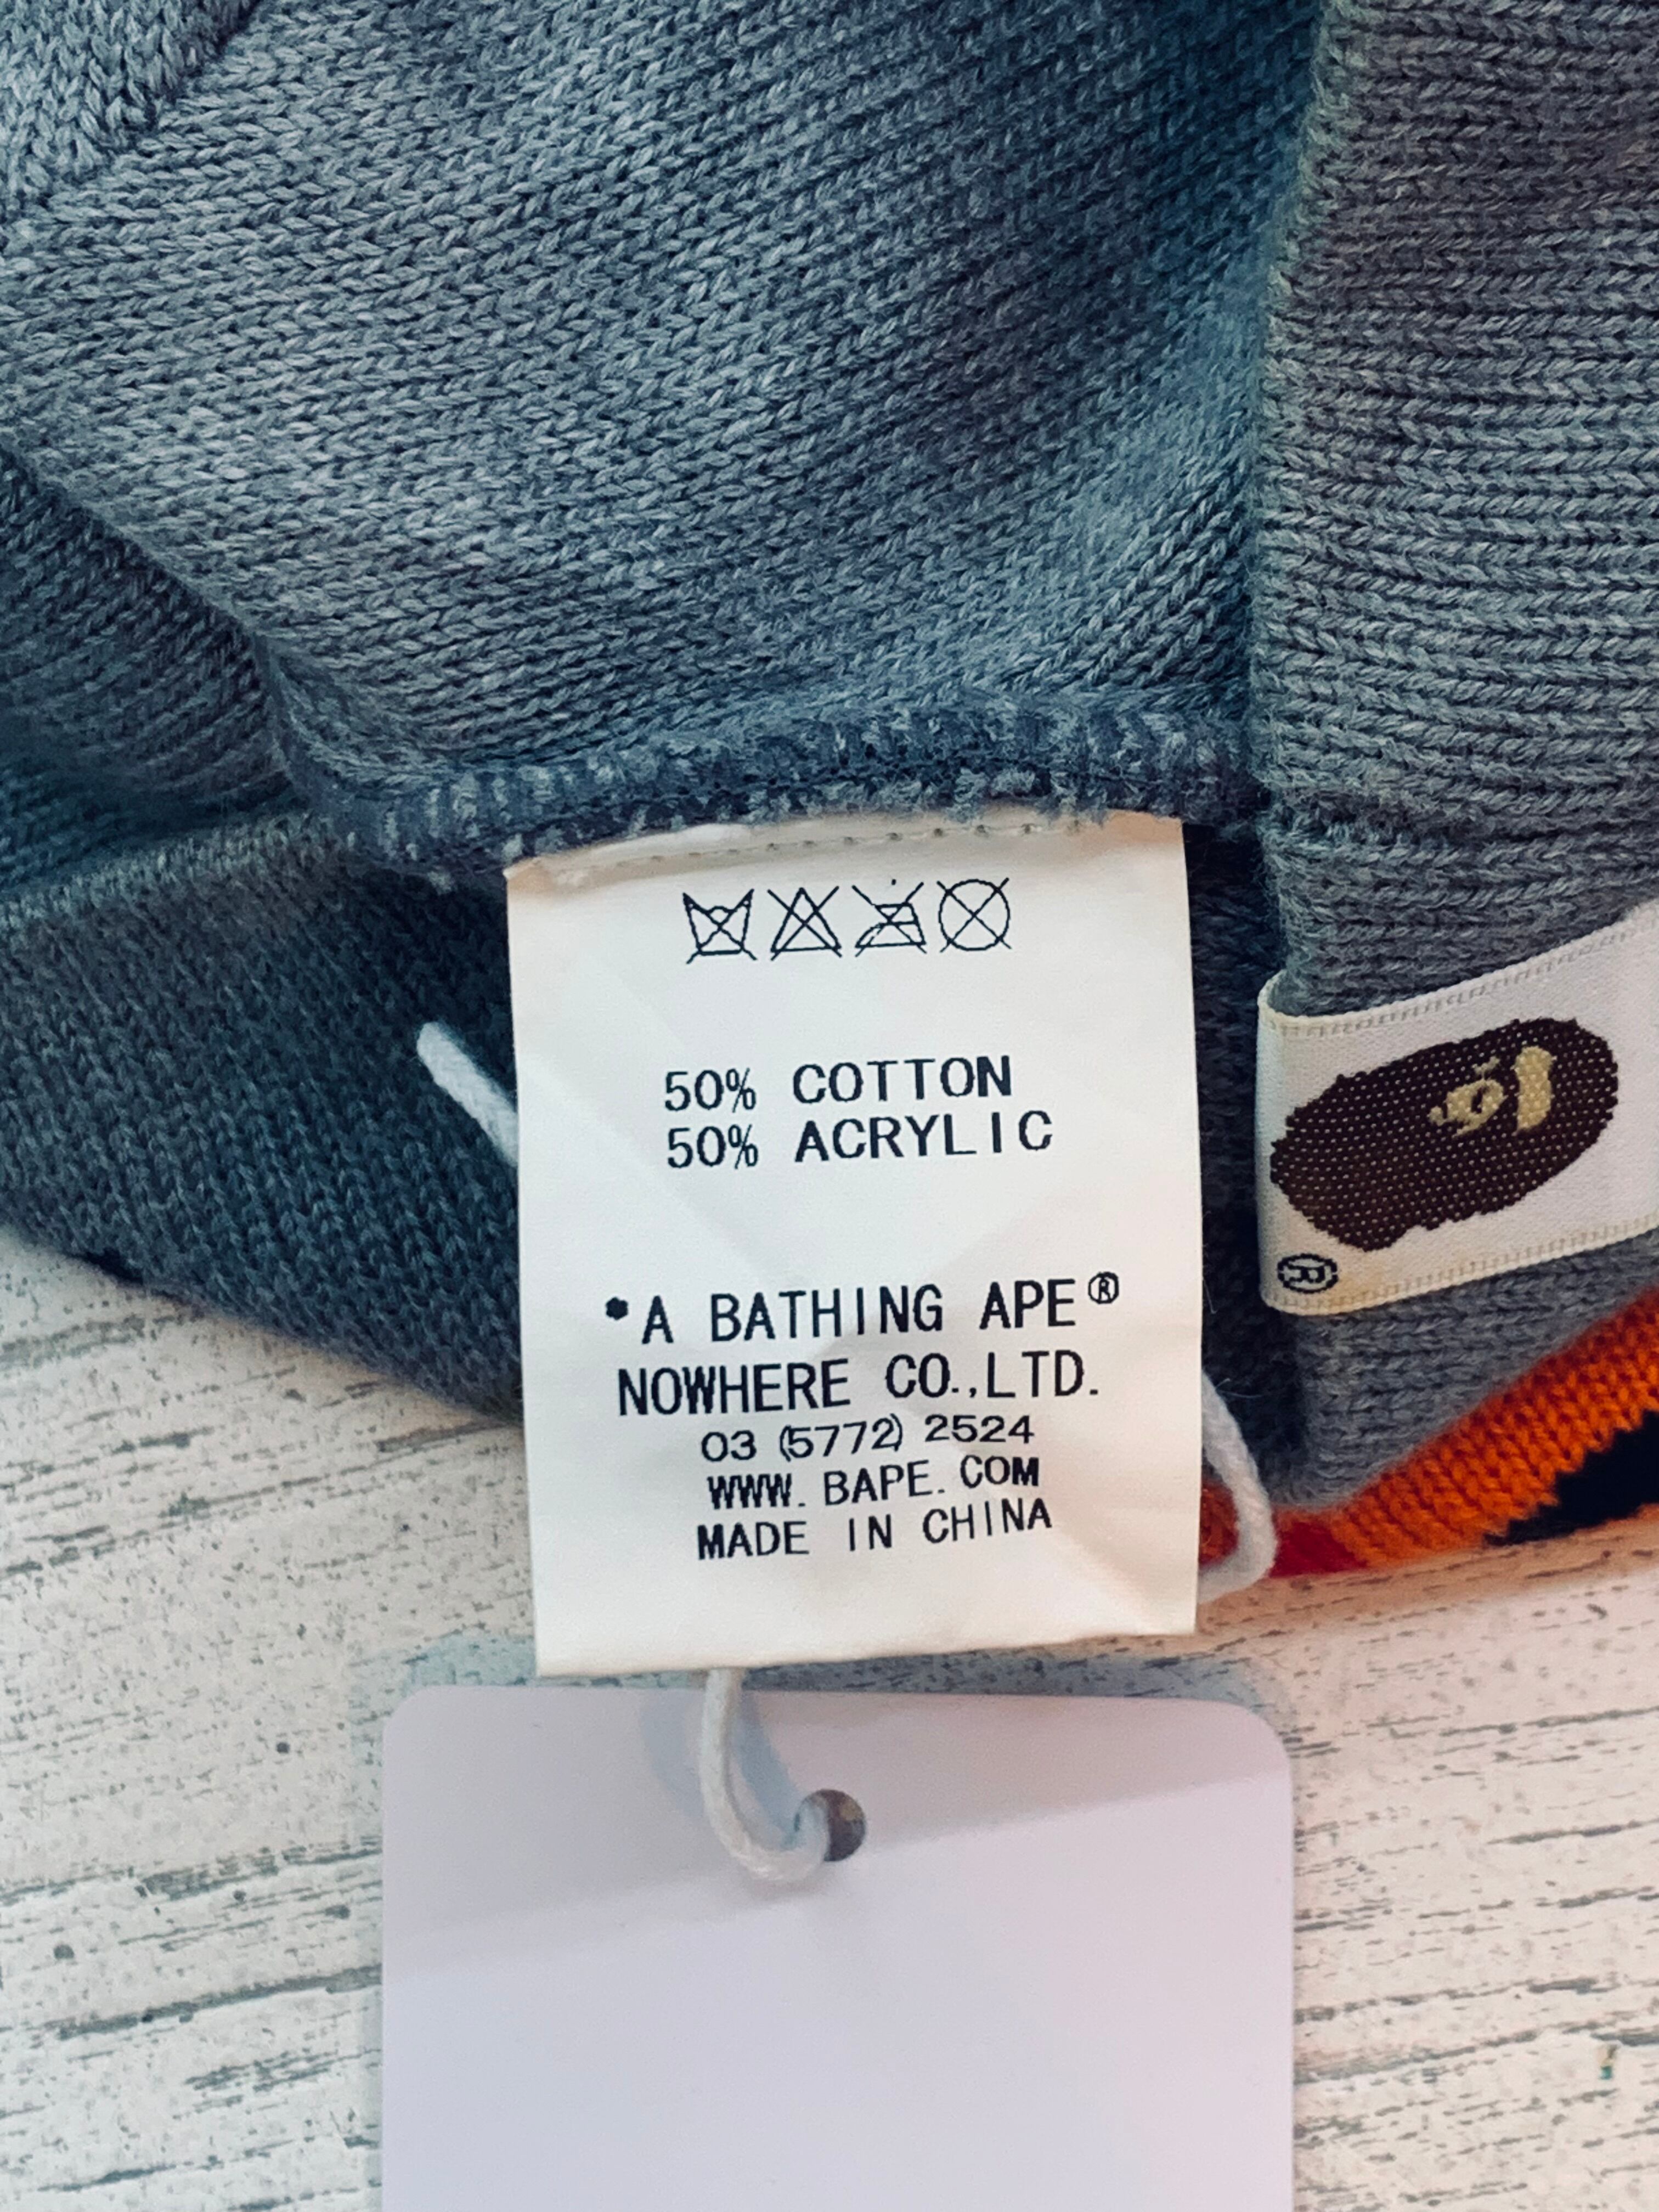 50% COTTON
50% ACRYLIC
*A BATHING APE®
NOWHERE CO.,LTD.
03 (5772) 2524
WWW. BAPE. COM
MADE IN CHINA
®